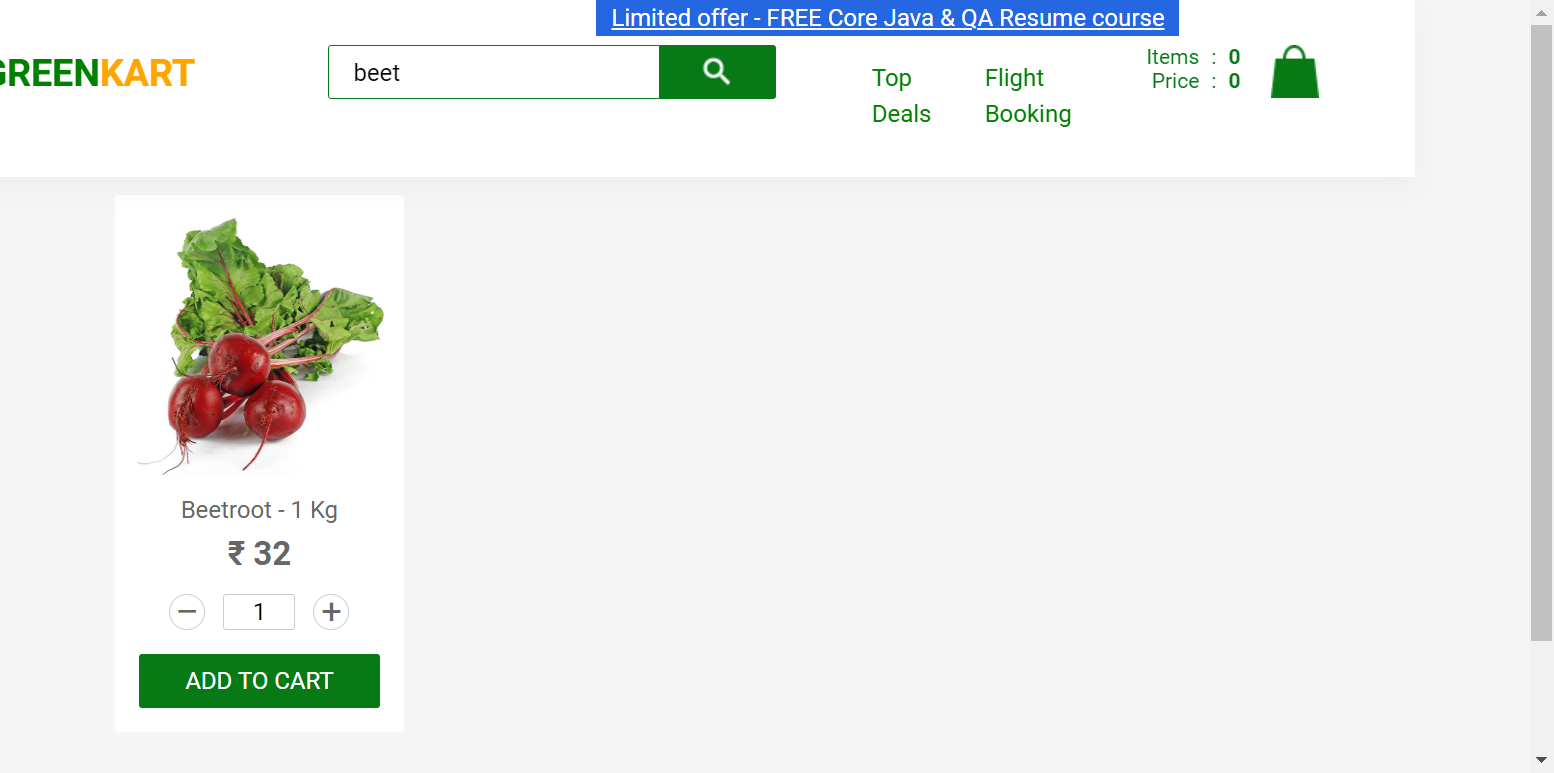 Limited offer - FREE Core Java & QA Resume course
GREENKART
beet
Top
Deals
Flight
Booking
Items : 0
Price : 0
Beetroot - 1 Kg
₹ 32
− 1 +
ADD TO CART